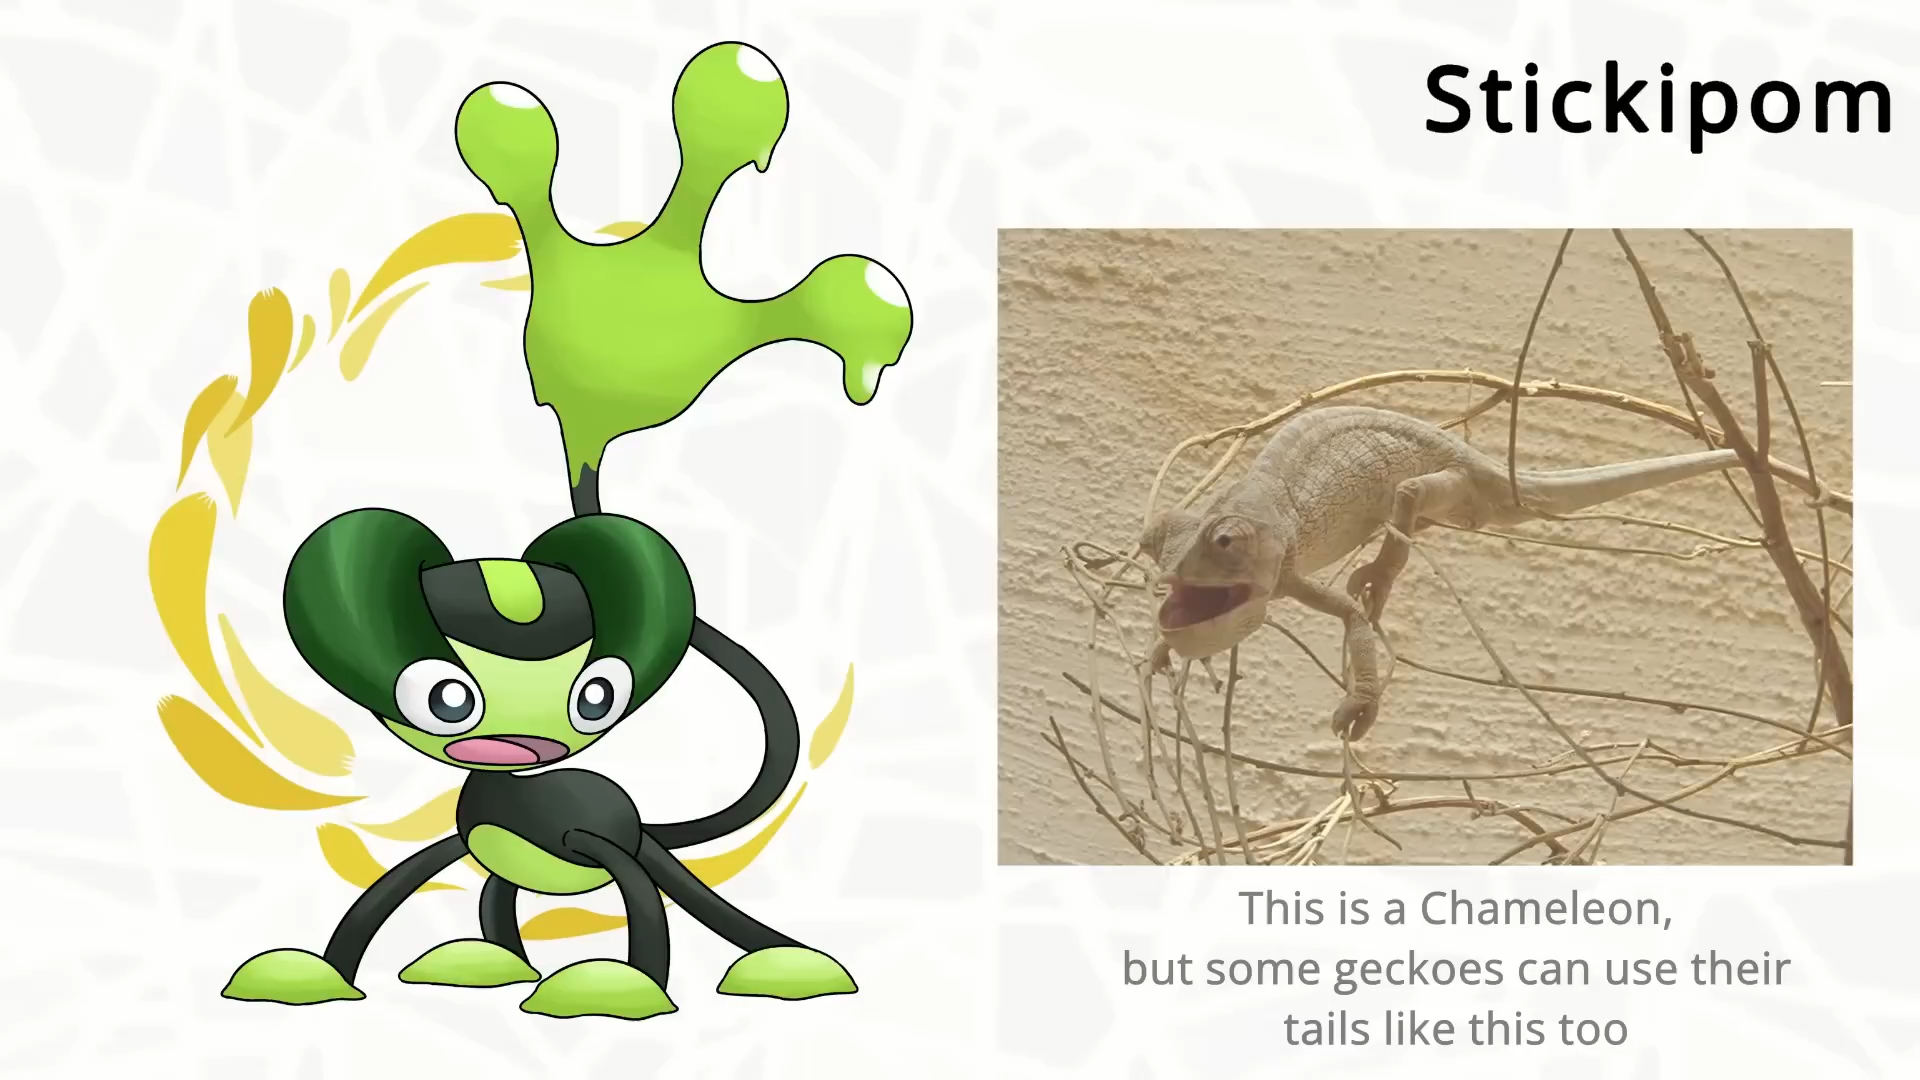 Stickipom
This is a Chameleon,
but some geckoes can use their
tails like this too